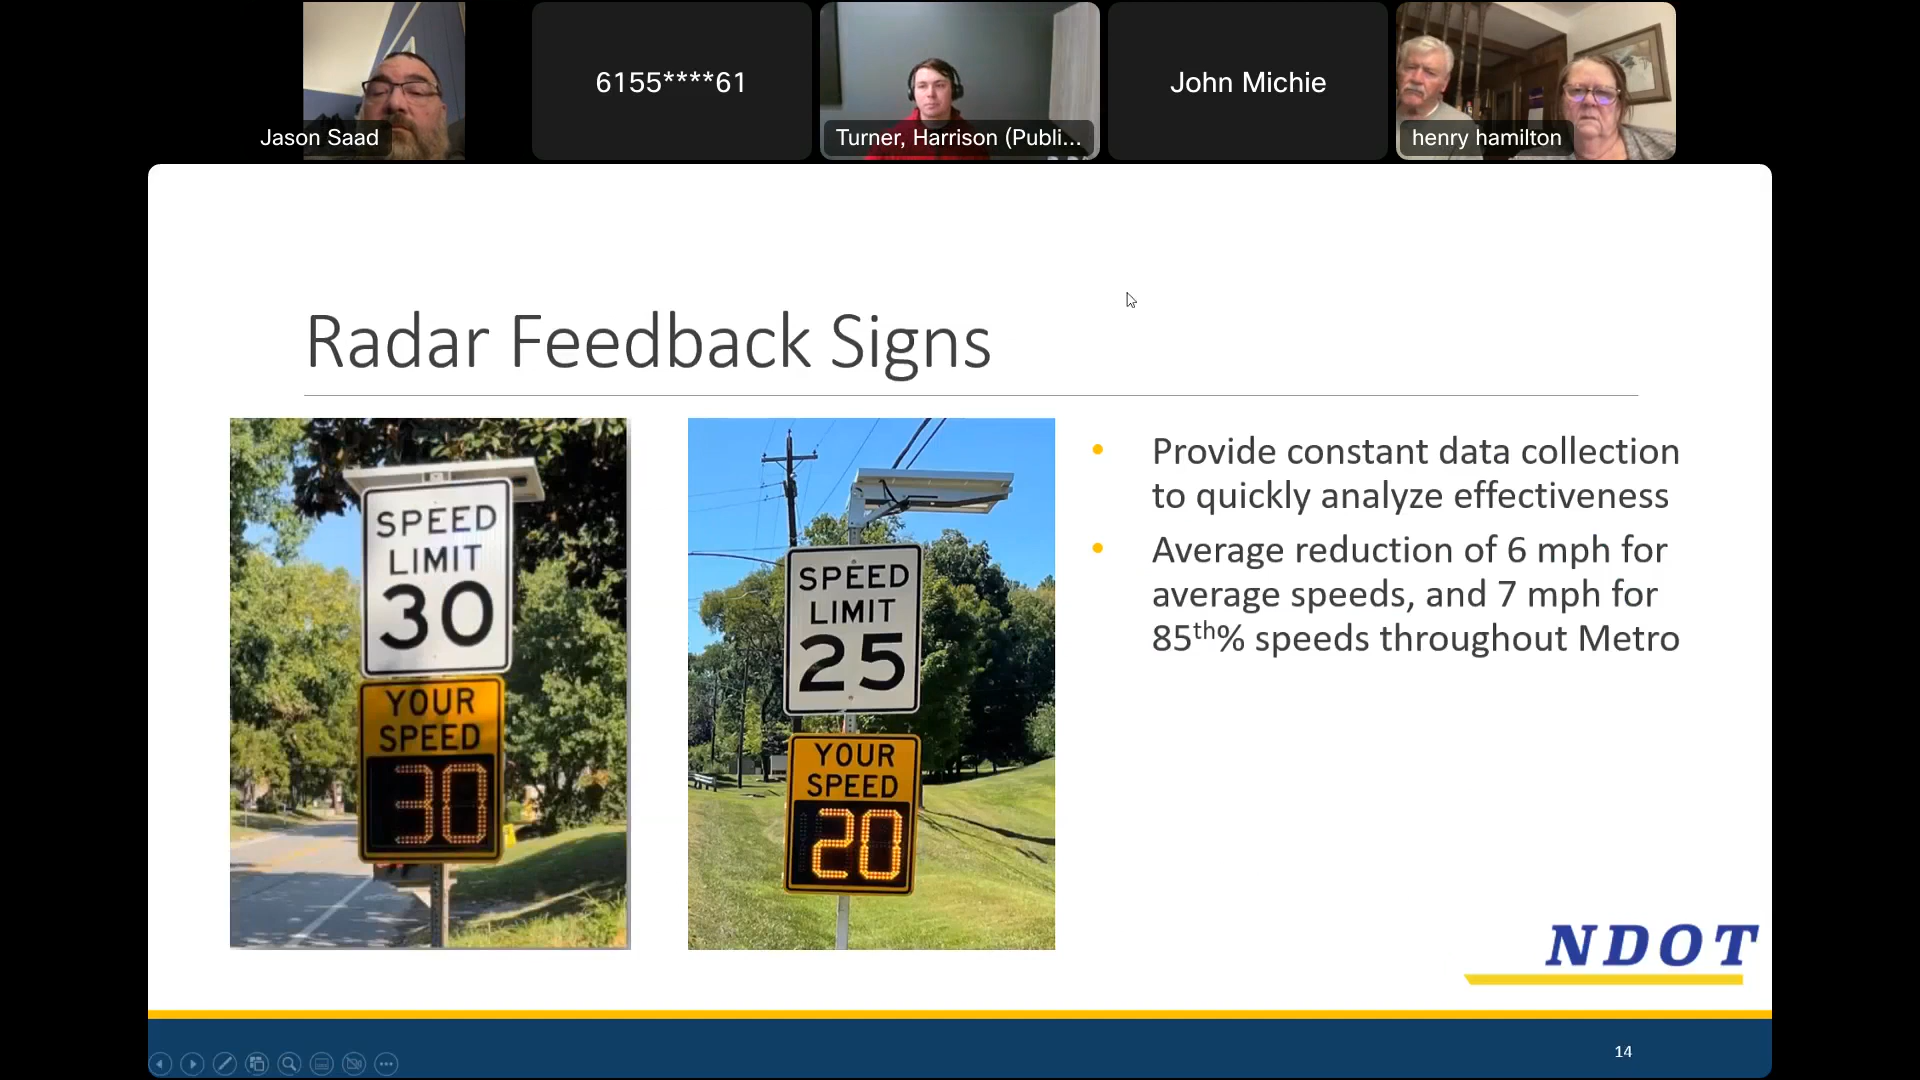 Jason Saad
6155****61
Turner, Harrison (Publi...
John Michie
henry hamilton
Radar Feedback Signs
SPEED
LIMIT
30
YOUR
SPEED
30
SPEED
LIMIT
25
YOUR
SPEED
20
Provide constant data collection
to quickly analyze effectiveness
Average reduction of 6 mph for
average speeds, and 7 mph for
85th% speeds throughout Metro
NDOT
14